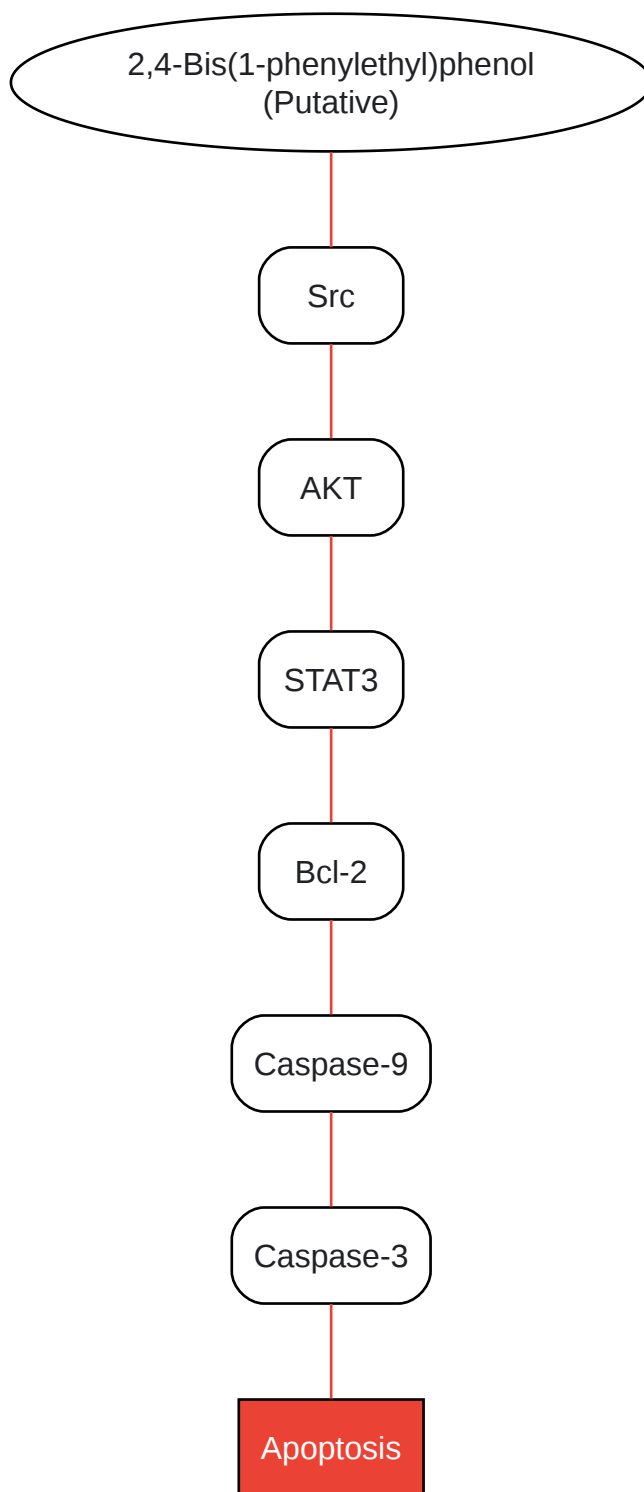 2,4-Bis(1-phenylethyl)phenol
(Putative)
Src
AKT
STAT3
Bcl-2
Caspase-9
Caspase-3
Apoptosis